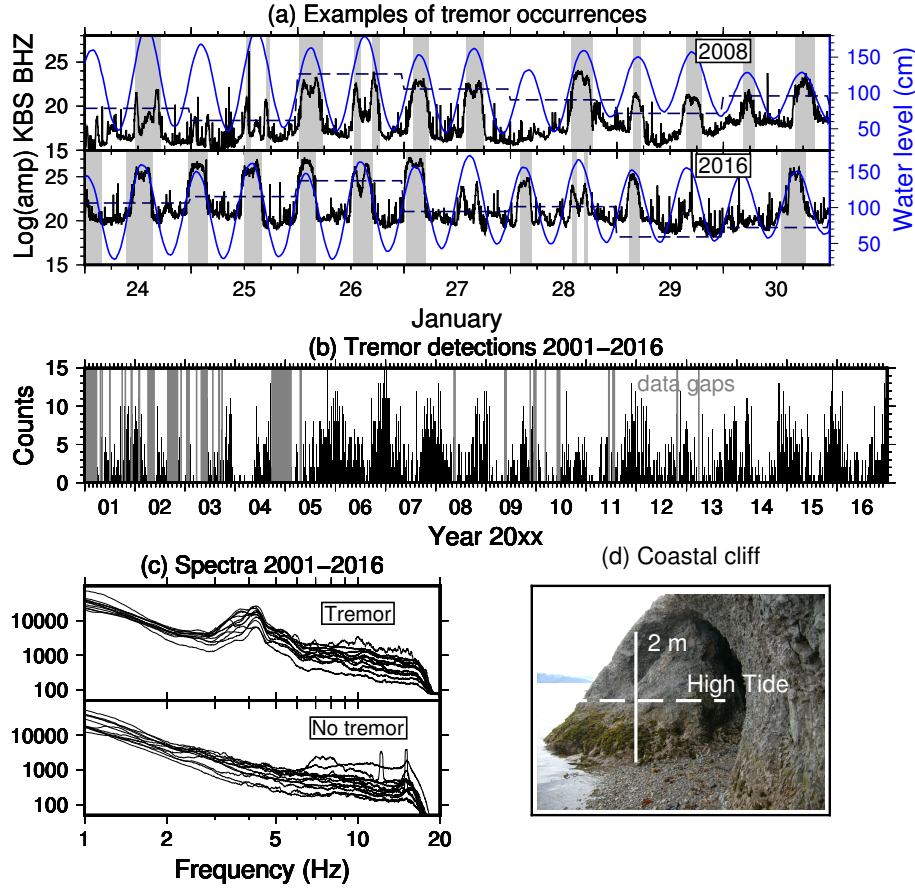 (a) Examples of tremor occurrences
Log(amp) KBS BHZ
Water level (cm)
25
20
15
150
100
50
2008
25
20
15
150
100
50
2016
24 25 26 27 28 29 30
January
(b) Tremor detections 2001–2016
Counts
15
10
5
0
data gaps
01 02 03 04 05 06 07 08 09 10 11 12 13 14 15 16
Year 20xx
(c) Spectra 2001–2016
10000
1000
100
Tremor
10000
1000
100
No tremor
1 2 5 10 20
Frequency (Hz)
(d) Coastal cliff
2 m
High Tide